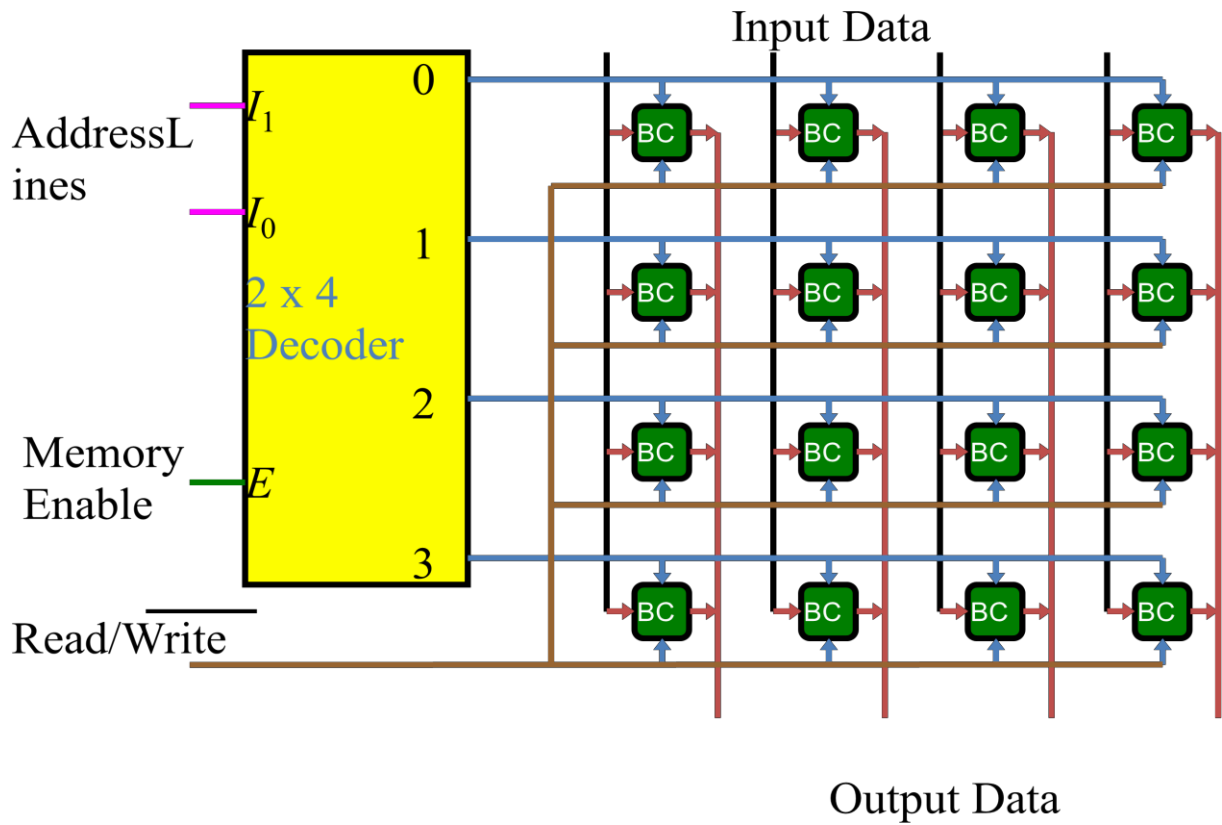 Input Data
0
I1
AddressL
ines
I0
1
2 x 4
Decoder
2
Memory
Enable
E
3
Read/Write
BC BC BC BC
BC BC BC BC
BC BC BC BC
BC BC BC BC
Output Data